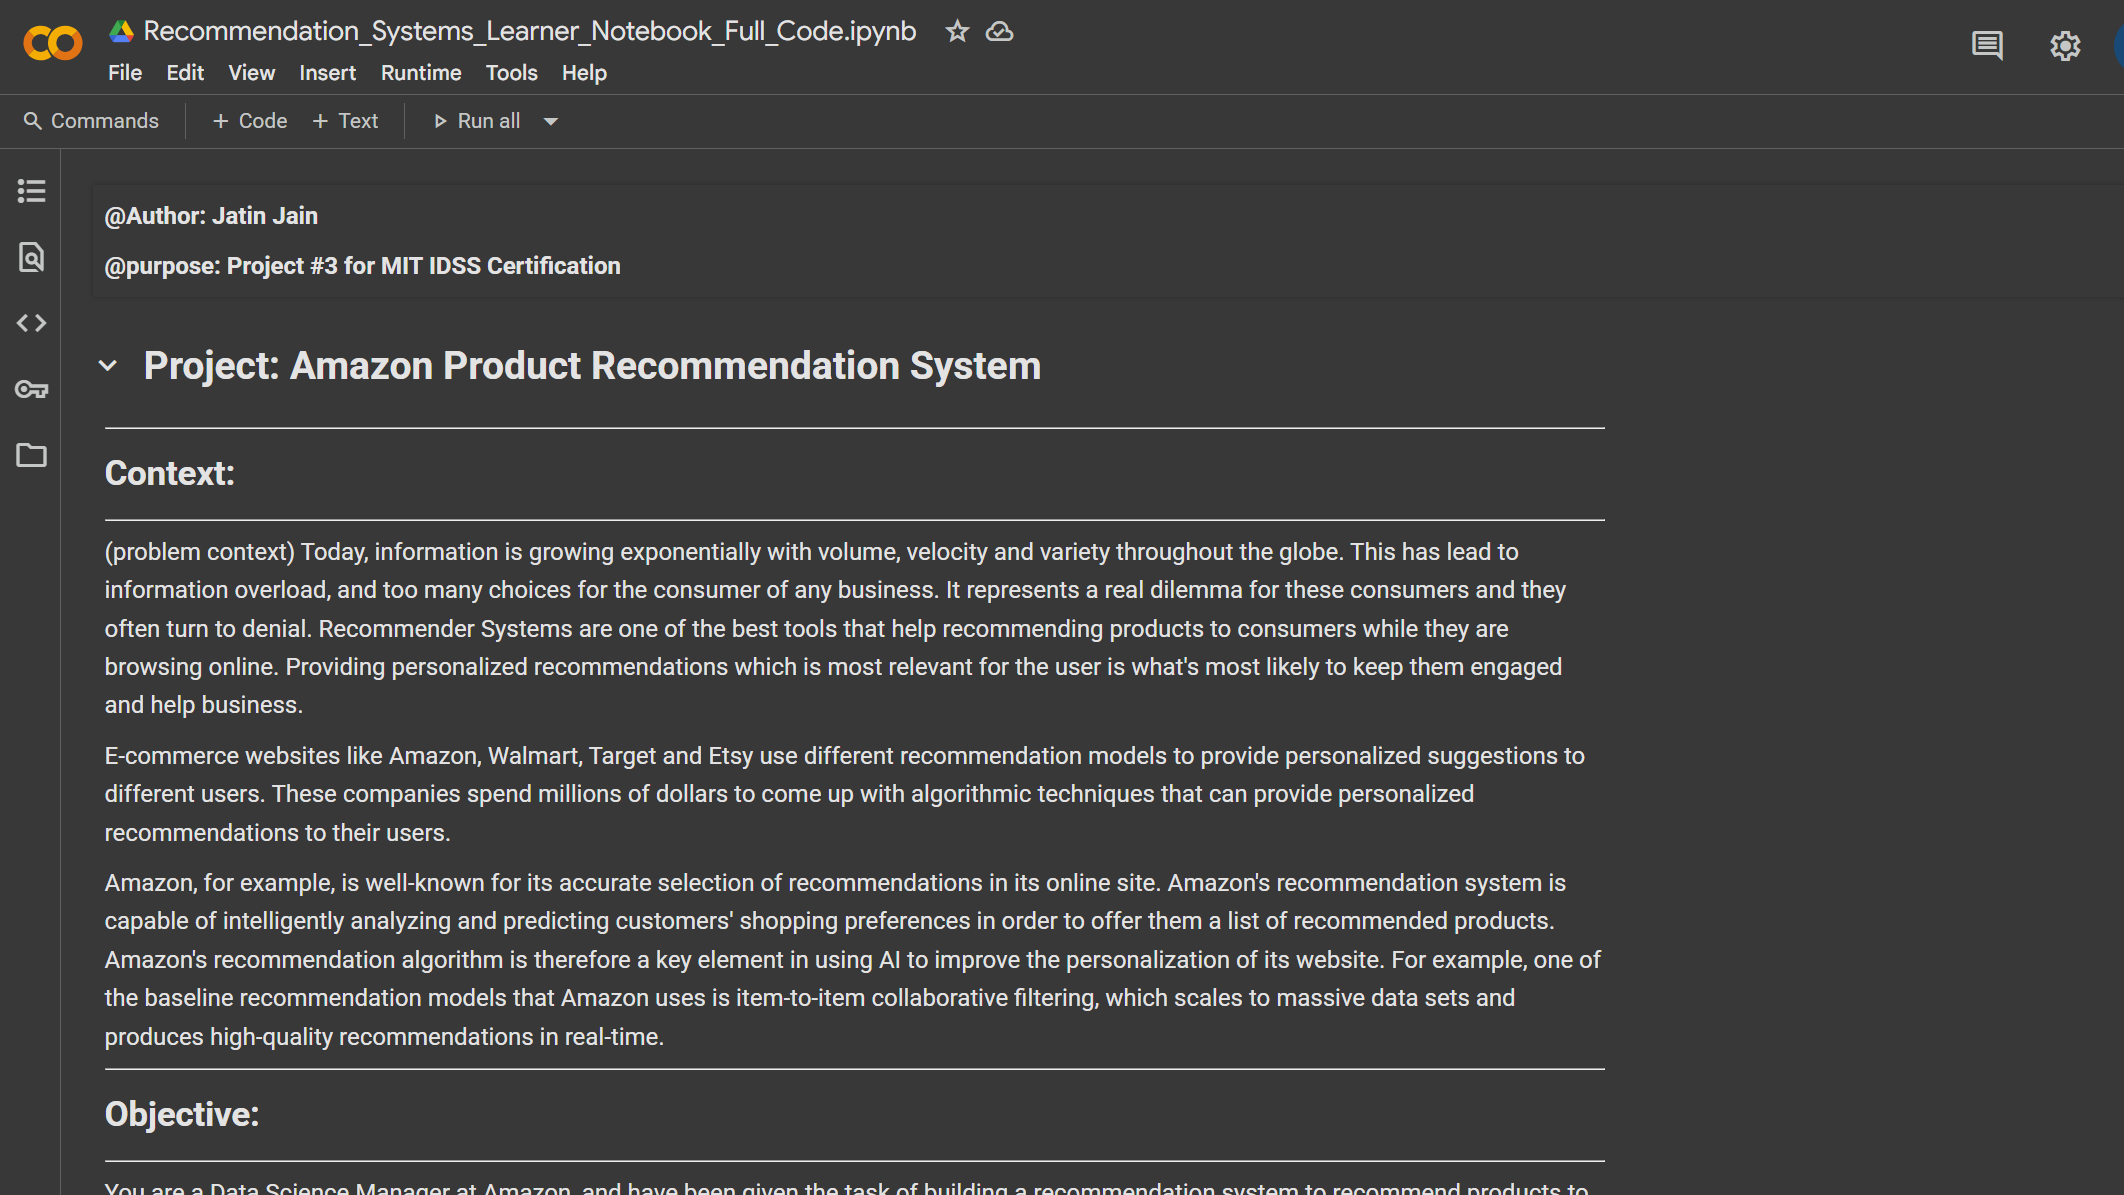 Recommendation_Systems_Learner_Notebook_Full_Code.ipynb
File Edit View Insert Runtime Tools Help
Commands + Code + Text Run all
@Author: Jatin Jain
@purpose: Project #3 for MIT IDSS Certification
Project: Amazon Product Recommendation System
Context:
(problem context) Today, information is growing exponentially with volume, velocity and variety throughout the globe. This has lead to
information overload, and too many choices for the consumer of any business. It represents a real dilemma for these consumers and they
often turn to denial. Recommender Systems are one of the best tools that help recommending products to consumers while they are
browsing online. Providing personalized recommendations which is most relevant for the user is what's most likely to keep them engaged
and help business.
E-commerce websites like Amazon, Walmart, Target and Etsy use different recommendation models to provide personalized suggestions to
different users. These companies spend millions of dollars to come up with algorithmic techniques that can provide personalized
recommendations to their users.
Amazon, for example, is well-known for its accurate selection of recommendations in its online site. Amazon's recommendation system is
capable of intelligently analyzing and predicting customers' shopping preferences in order to offer them a list of recommended products.
Amazon's recommendation algorithm is therefore a key element in using AI to improve the personalization of its website. For example, one of
the baseline recommendation models that Amazon uses is item-to-item collaborative filtering, which scales to massive data sets and
produces high-quality recommendations in real-time.
Objective:
You are a Data Science Manager at Amazon, and have been given the task of building a recommendation system to recommend products to